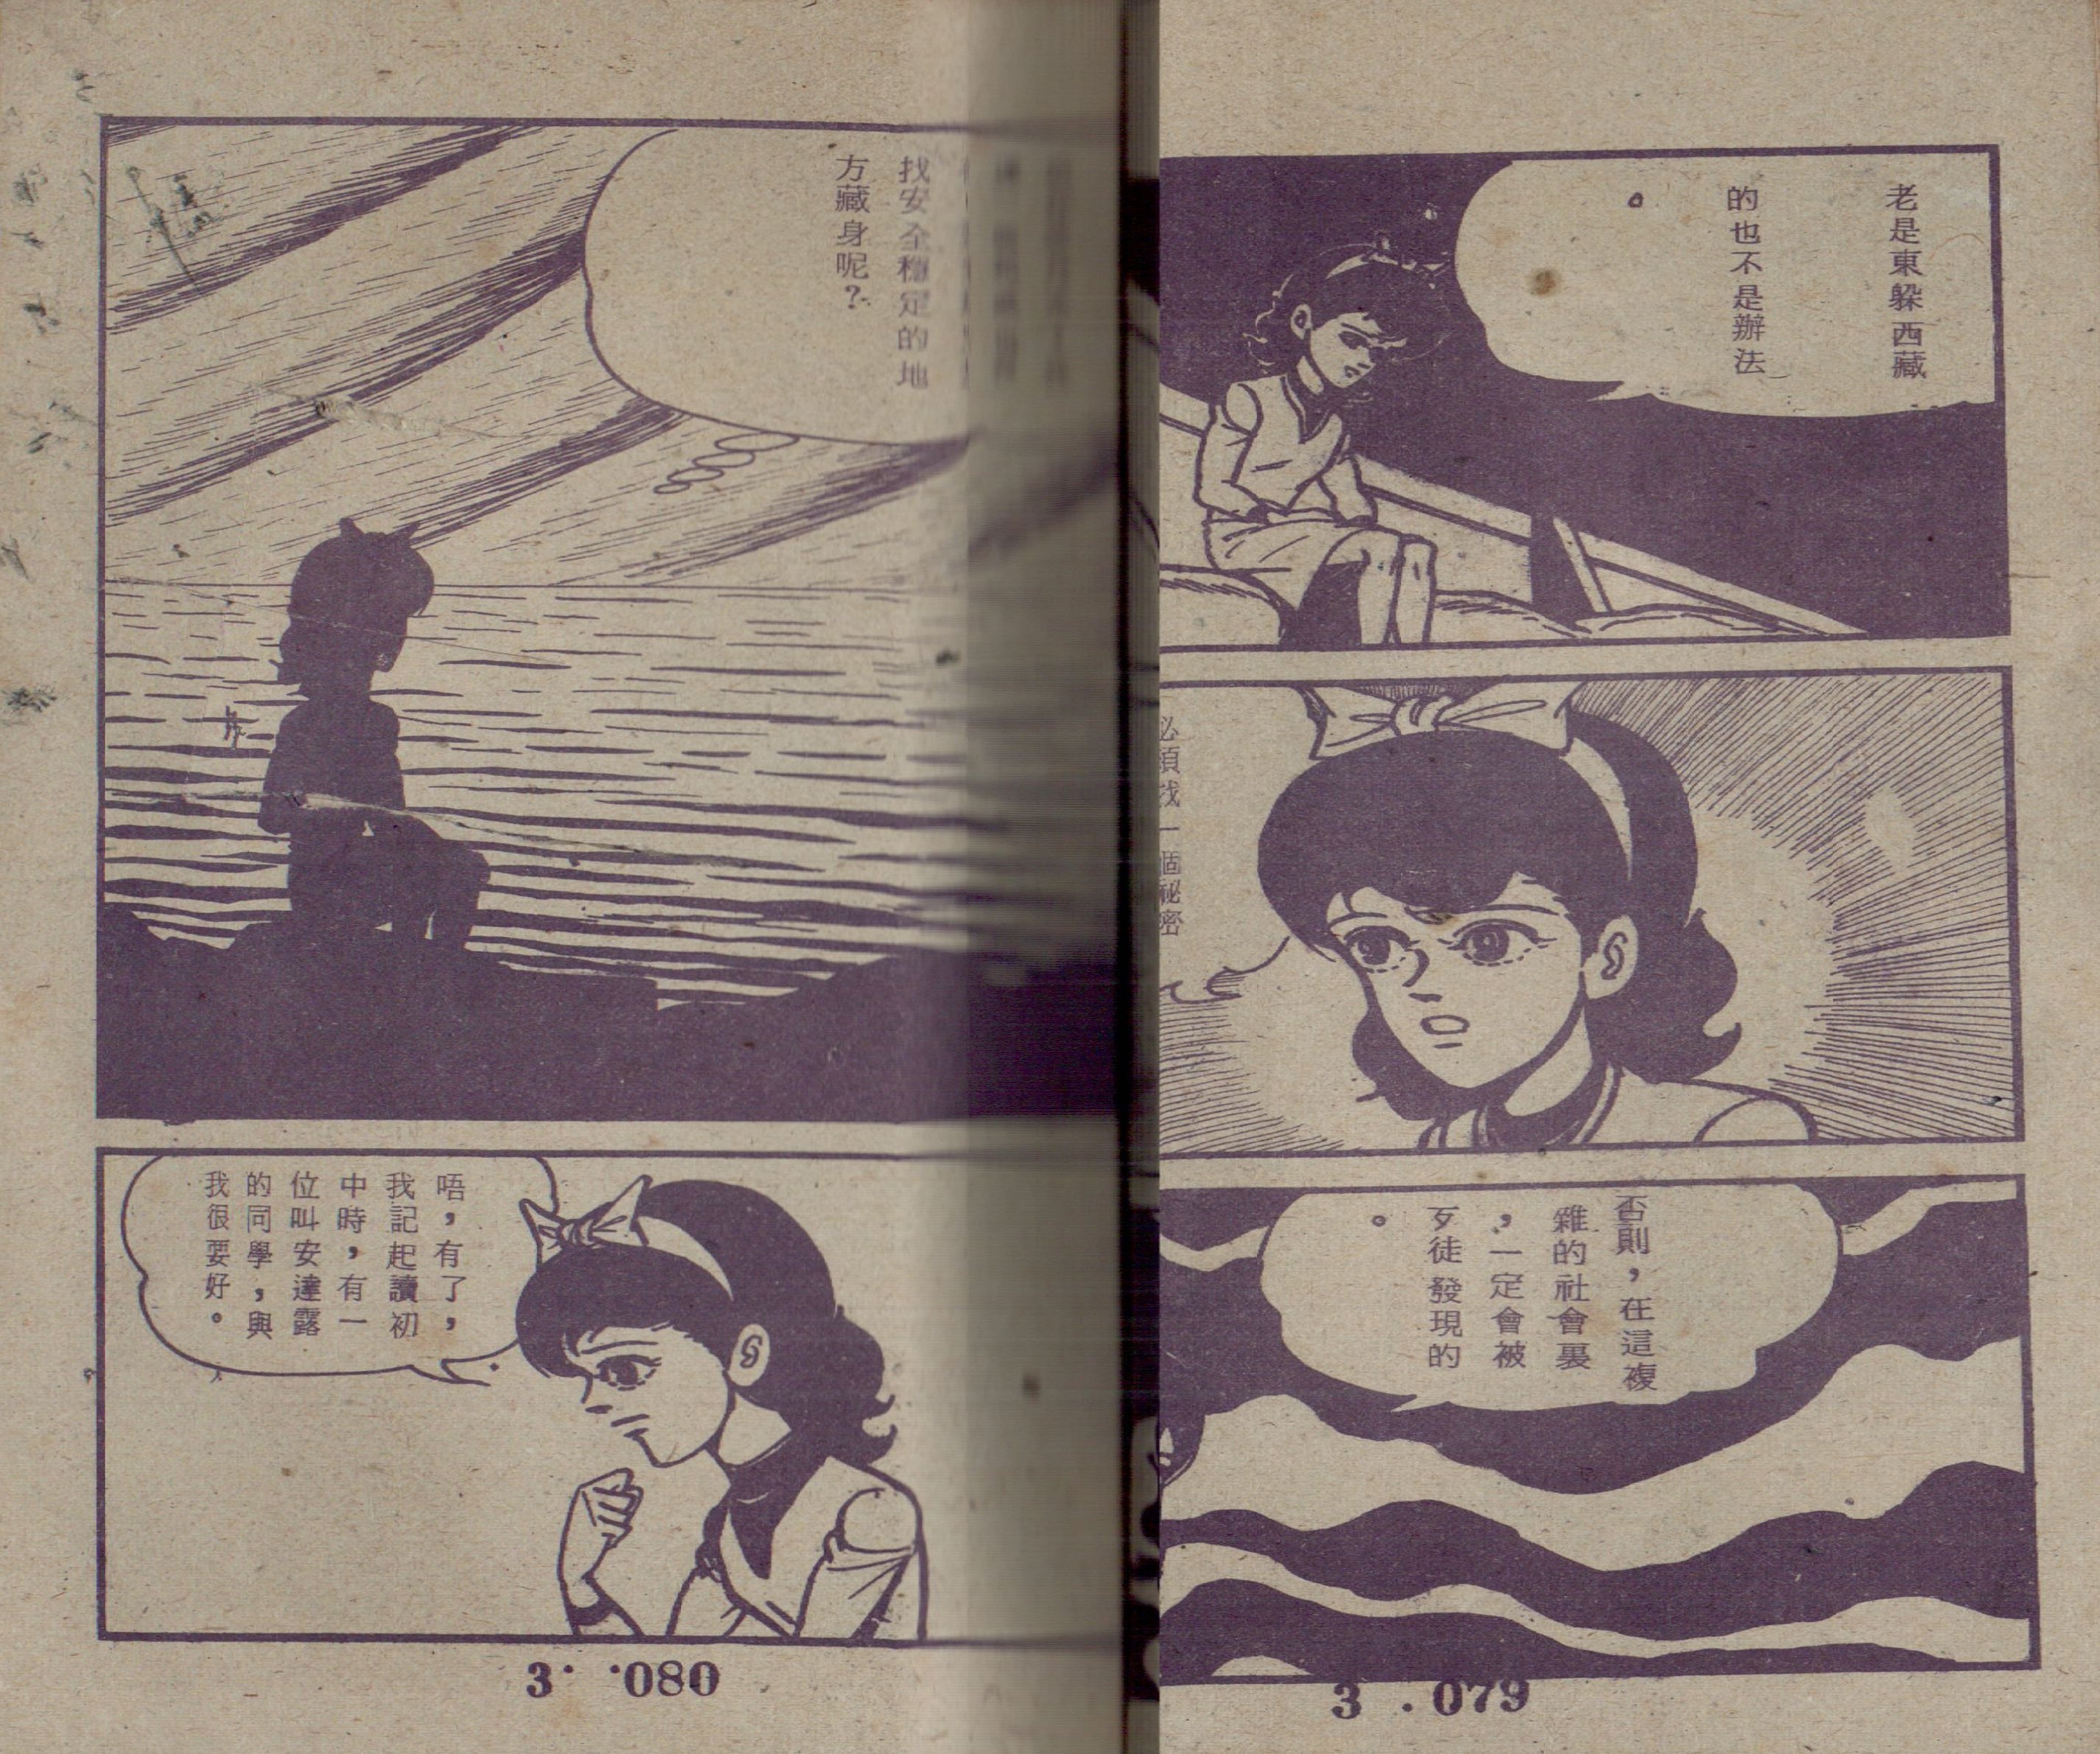 老是東躲西藏
的也不是辦法
。
必須找一個秘密
否則，在這複
雜的社會裏
，一定會被
歹徒發現的
。
3 .079
找安全穩定的地
方藏身呢？
唔，有了，
我記起讀初
中時，有一
位叫安達露
的同學，與
我很要好。
3. .080